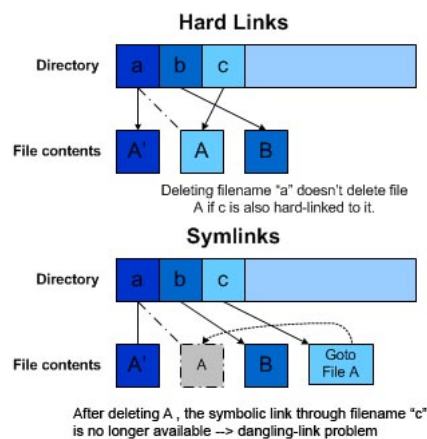 Hard Links
Directory a b c
File contents A' A B
Deleting filename "a" doesn't delete file
A if c is also hard-linked to it.
Symlinks
Directory a b c
File contents A' A B Goto
File A
After deleting A , the symbolic link through filename "c"
is no longer available --> dangling-link problem